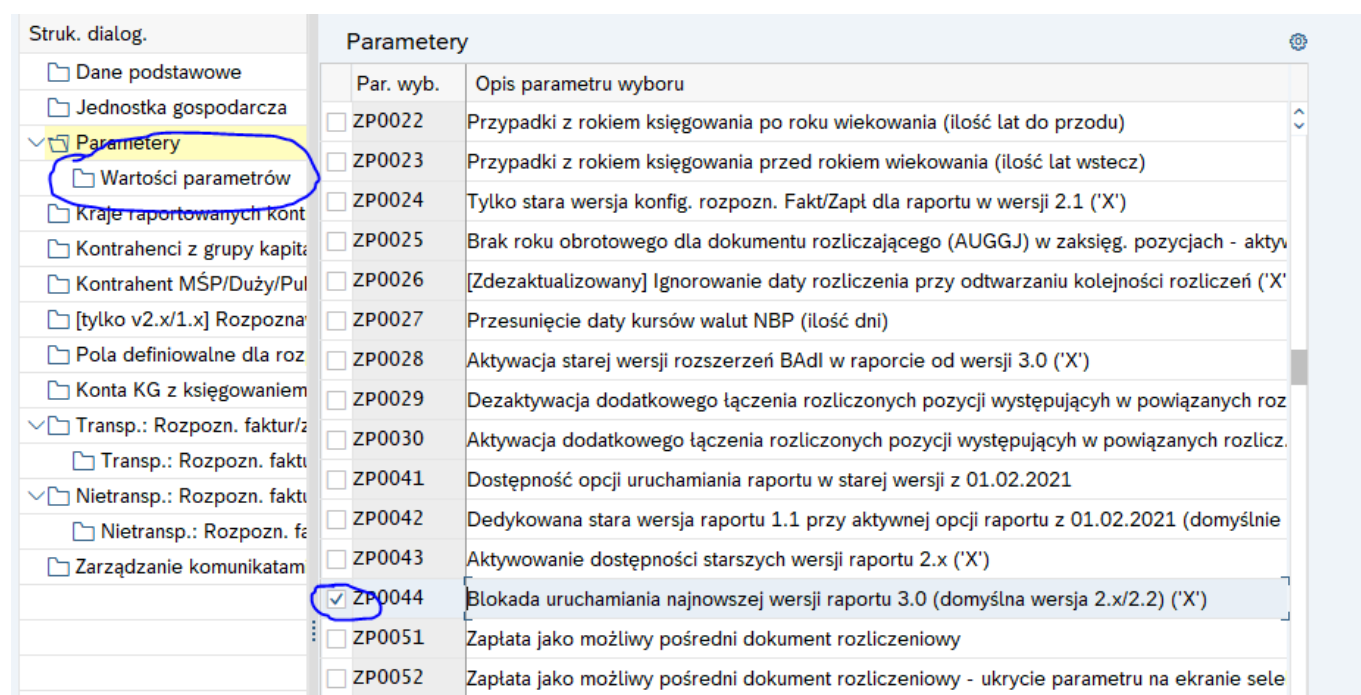 Struk. dialog.
Dane podstawowe
Jednostka gospodarcza
Parametery
Wartości parametrów
Kraje raportowanych kont
Kontrahenci z grupy kapita
Kontrahent MŚP/Duży/Pul
[tylko v2.x/1.x] Rozpozna
Pola definiowalne dla roz
Konta KG z księgowaniem
Transp.: Rozpozn. faktur/z
Transp.: Rozpozn. faktu
Nietransp.: Rozpozn. faktu
Nietransp.: Rozpozn. fa
Zarządzanie komunikatam
Parametery
Par. wyb. Opis parametru wyboru
ZP0022 Przypadki z rokiem księgowania po roku wiekowania (ilość lat do przodu)
ZP0023 Przypadki z rokiem księgowania przed rokiem wiekowania (ilość lat wstecz)
ZP0024 Tylko stara wersja konfig. rozpozn. Fakt/Zapł dla raportu w wersji 2.1 ('X')
ZP0025 Brak roku obrotowego dla dokumentu rozliczającego (AUGGJ) w zaksięg. pozycjach - aktyw
ZP0026 [Zdezaktualizowany] Ignorowanie daty rozliczenia przy odtwarzaniu kolejności rozliczeń ('X'
ZP0027 Przesunięcie daty kursów walut NBP (ilość dni)
ZP0028 Aktywacja starej wersji rozszerzeń BAdI w raporcie od wersji 3.0 ('X')
ZP0029 Dezaktywacja dodatkowego łączenia rozliczonych pozycji występującyh w powiązanych roz
ZP0030 Aktywacja dodatkowego łączenia rozliczonych pozycji występującyh w powiązanych rozlicz.
ZP0041 Dostępność opcji uruchamiania raportu w starej wersji z 01.02.2021
ZP0042 Dedykowana stara wersja raportu 1.1 przy aktywnej opcji raportu z 01.02.2021 (domyślnie
ZP0043 Aktywowanie dostępności starszych wersji raportu 2.x ('X')
ZP0044 Blokada uruchamiania najnowszej wersji raportu 3.0 (domyślna wersja 2.x/2.2) ('X')
ZP0051 Zapłata jako możliwy pośredni dokument rozliczeniowy
ZP0052 Zapłata jako możliwy pośredni dokument rozliczeniowy - ukrycie parametru na ekranie sele